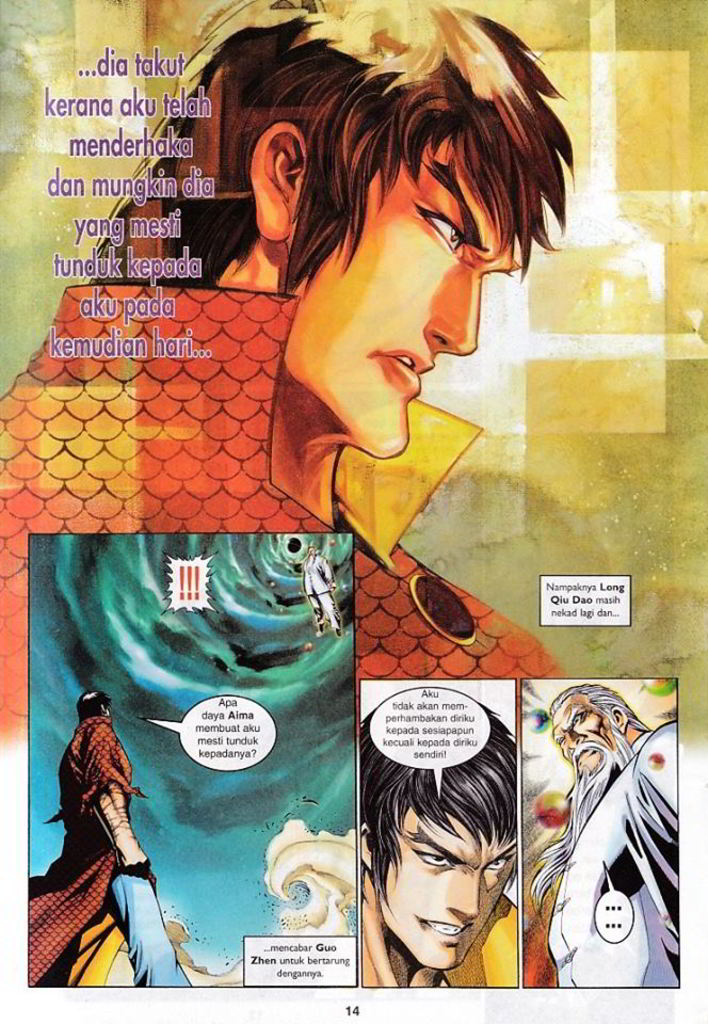 ...dia takut
kerana aku telah
menderhaka
dan mungkin dia
yang mesti
tunduk kepada
aku pada
kemudian hari...
Nampaknya Long
Qiu Dao masih
nekad lagi dan...
!!!
Apa
daya Aima
membuat aku
mesti tunduk
kepadanya?
...mencabar Guo
Zhen untuk bertarung
dengannya.
Aku
tidak akan mem-
perhambakan diriku
kepada sesiapapun
kecuali kepada diriku
sendiri!
...
...
14